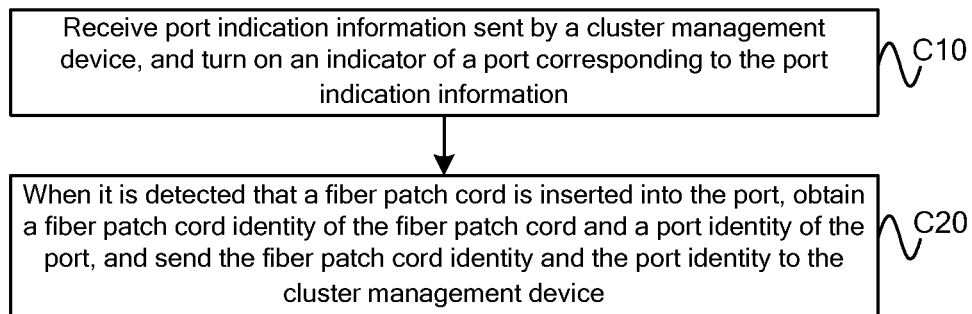 Receive port indication information sent by a cluster management
device, and turn on an indicator of a port corresponding to the port
indication information
C10
When it is detected that a fiber patch cord is inserted into the port, obtain
a fiber patch cord identity of the fiber patch cord and a port identity of the
port, and send the fiber patch cord identity and the port identity to the
cluster management device
C20